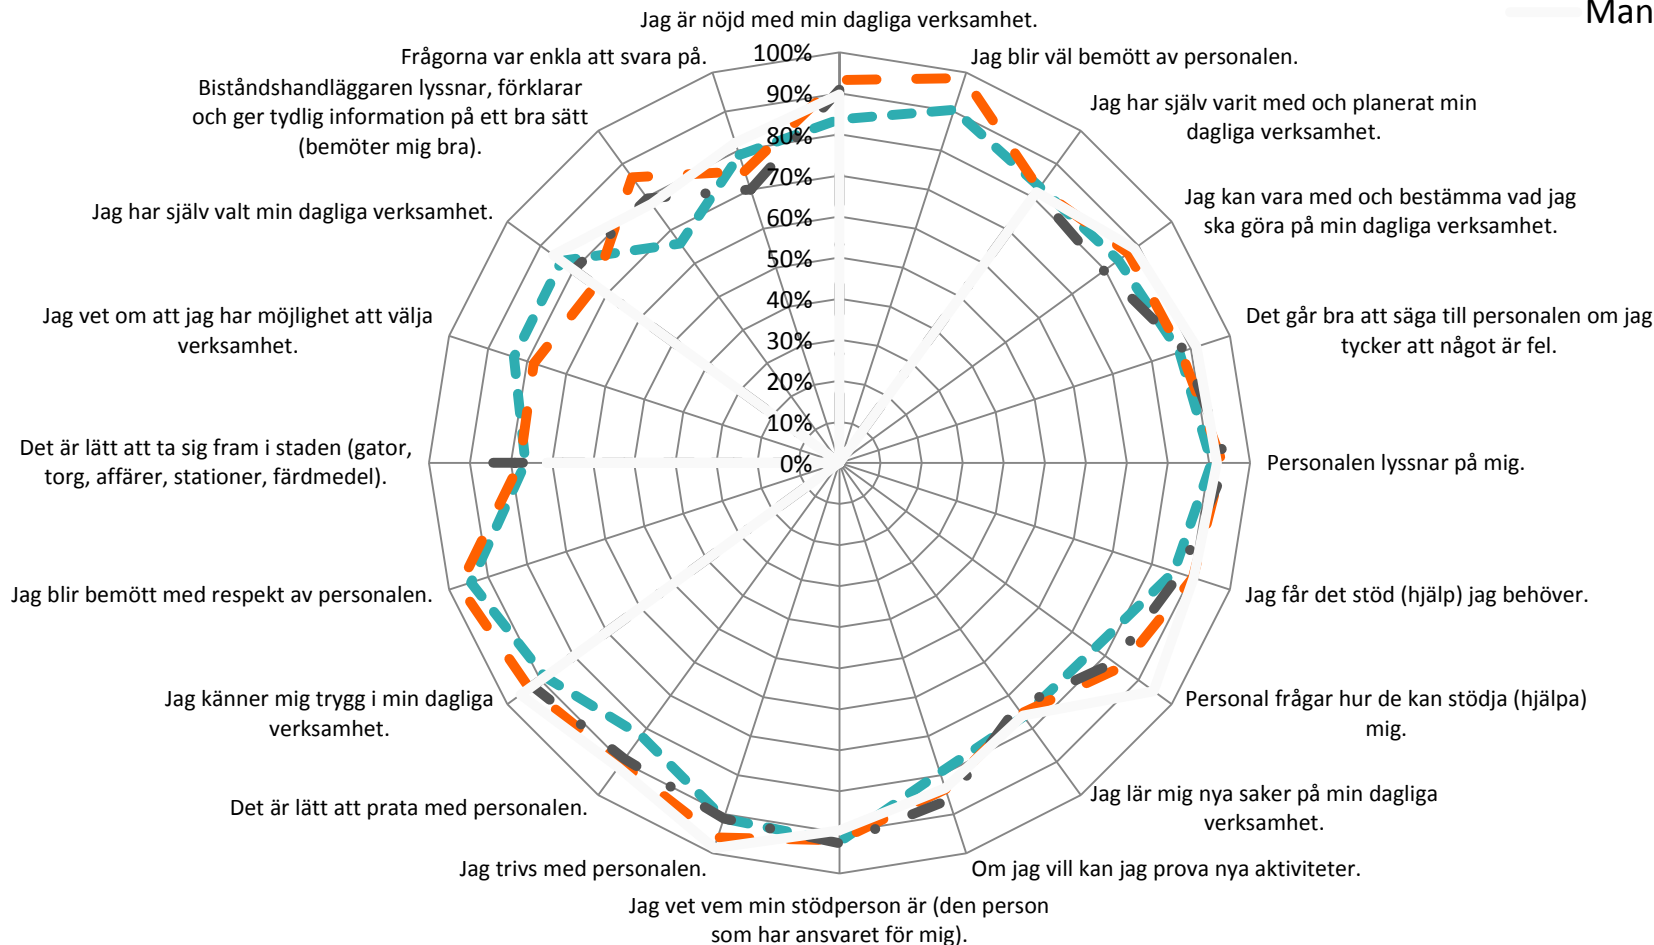 Man
Jag är nöjd med min dagliga verksamhet.
Jag blir väl bemött av personalen.
Jag har själv varit med och planerat min
dagliga verksamhet.
Jag kan vara med och bestämma vad jag
ska göra på min dagliga verksamhet.
Det går bra att säga till personalen om jag
tycker att något är fel.
Personalen lyssnar på mig.
Jag får det stöd (hjälp) jag behöver.
Personal frågar hur de kan stödja (hjälpa)
mig.
Jag lär mig nya saker på min dagliga
verksamhet.
Om jag vill kan jag prova nya aktiviteter.
Jag vet vem min stödperson är (den person
som har ansvaret för mig).
Jag trivs med personalen.
Det är lätt att prata med personalen.
Jag känner mig trygg i min dagliga
verksamhet.
Jag blir bemött med respekt av personalen.
Det är lätt att ta sig fram i staden (gator,
torg, affärer, stationer, färdmedel).
Jag vet om att jag har möjlighet att välja
verksamhet.
Jag har själv valt min dagliga verksamhet.
Biståndshandläggaren lyssnar, förklarar
och ger tydlig information på ett bra sätt
(bemöter mig bra).
Frågorna var enkla att svara på.
100%
90%
80%
70%
60%
50%
40%
30%
20%
10%
0%